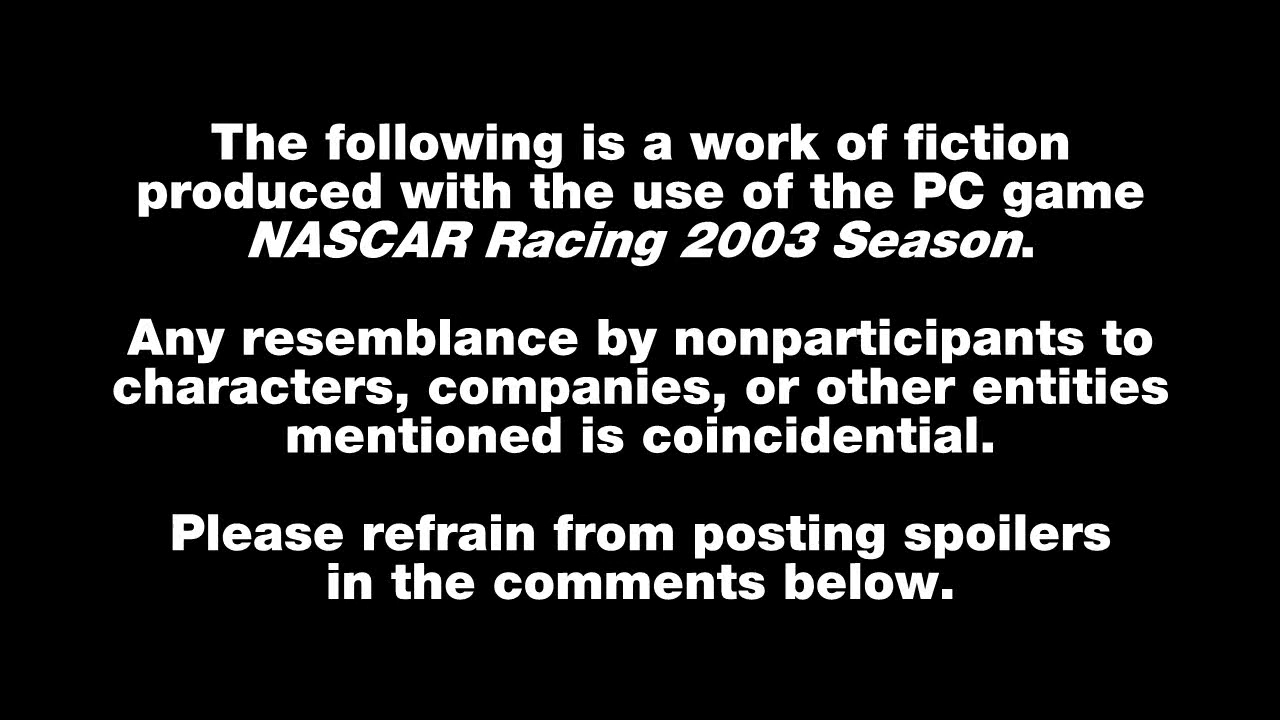 The following is a work of fiction
produced with the use of the PC game
NASCAR Racing 2003 Season.
Any resemblance by nonparticipants to
characters, companies, or other entities
mentioned is coincidential.
Please refrain from posting spoilers
in the comments below.